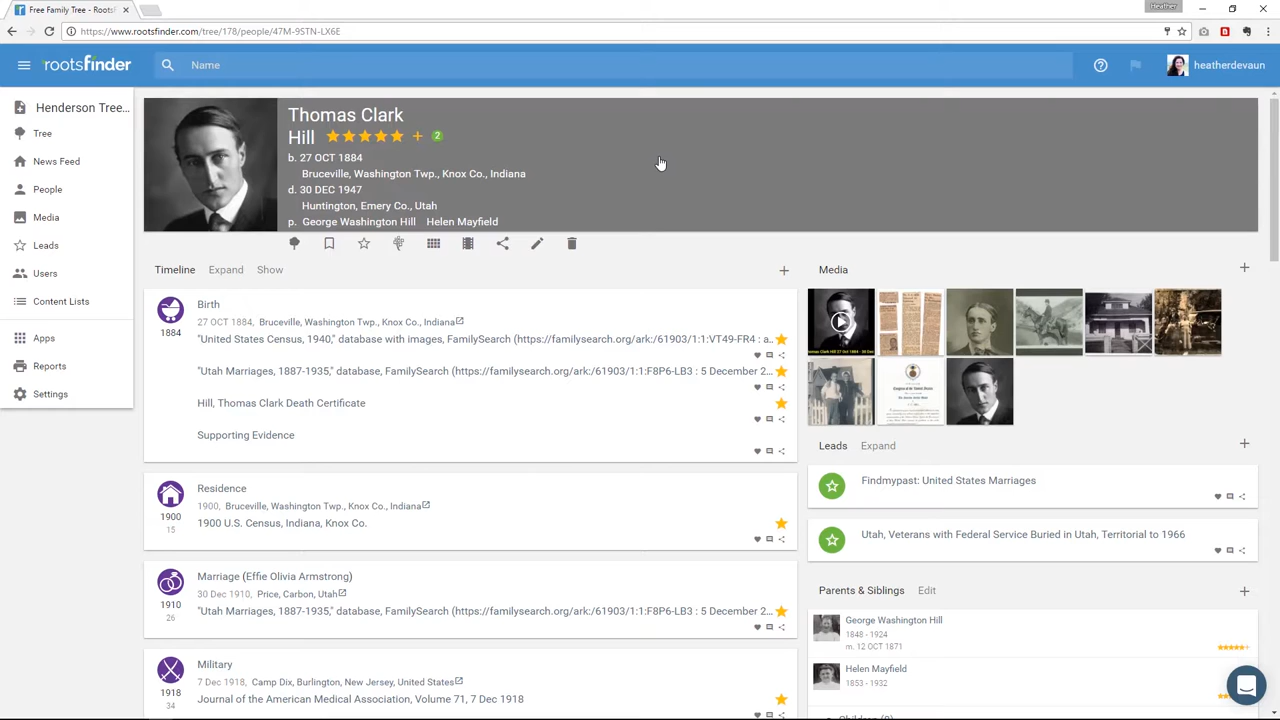 Free Family Tree - RootsF
Heather
https://www.rootsfinder.com/tree/178/people/47M-9STN-LX6E
rootsfinder
Name
heatherdevaun
Henderson Tree...
Tree
News Feed
People
Media
Leads
Users
Content Lists
Apps
Reports
Settings
Thomas Clark
Hill
2
b. 27 OCT 1884
Bruceville, Washington Twp., Knox Co., Indiana
d. 30 DEC 1947
Huntington, Emery Co., Utah
p. George Washington Hill Helen Mayfield
Timeline Expand Show
Birth
1884
27 OCT 1884, Bruceville, Washington Twp., Knox Co., Indiana
"United States Census, 1940," database with images, FamilySearch (https://familysearch.org/ark:/61903/1:1:VT49-FR4 : a..
"Utah Marriages, 1887-1935," database, FamilySearch (https://familysearch.org/ark:/61903/1:1:F8P6-LB3 : 5 December 2...
Hill, Thomas Clark Death Certificate
Supporting Evidence
Residence
1900
15
1900, Bruceville, Washington Twp., Knox Co., Indiana
1900 U.S. Census, Indiana, Knox Co.
Marriage (Effie Olivia Armstrong)
1910
26
30 Dec 1910, Price, Carbon, Utah
"Utah Marriages, 1887-1935," database, FamilySearch (https://familysearch.org/ark:/61903/1:1:F8P6-LB3 : 5 December 2...
Military
1918
34
7 Dec 1918, Camp Dix, Burlington, New Jersey, United States
Journal of the American Medical Association, Volume 71, 7 Dec 1918
Media
Leads Expand
Findmypast: United States Marriages
Utah, Veterans with Federal Service Buried in Utah, Territorial to 1966
Parents & Siblings Edit
George Washington Hill
1848 - 1924
m. 12 OCT 1871
Helen Mayfield
1853 - 1932